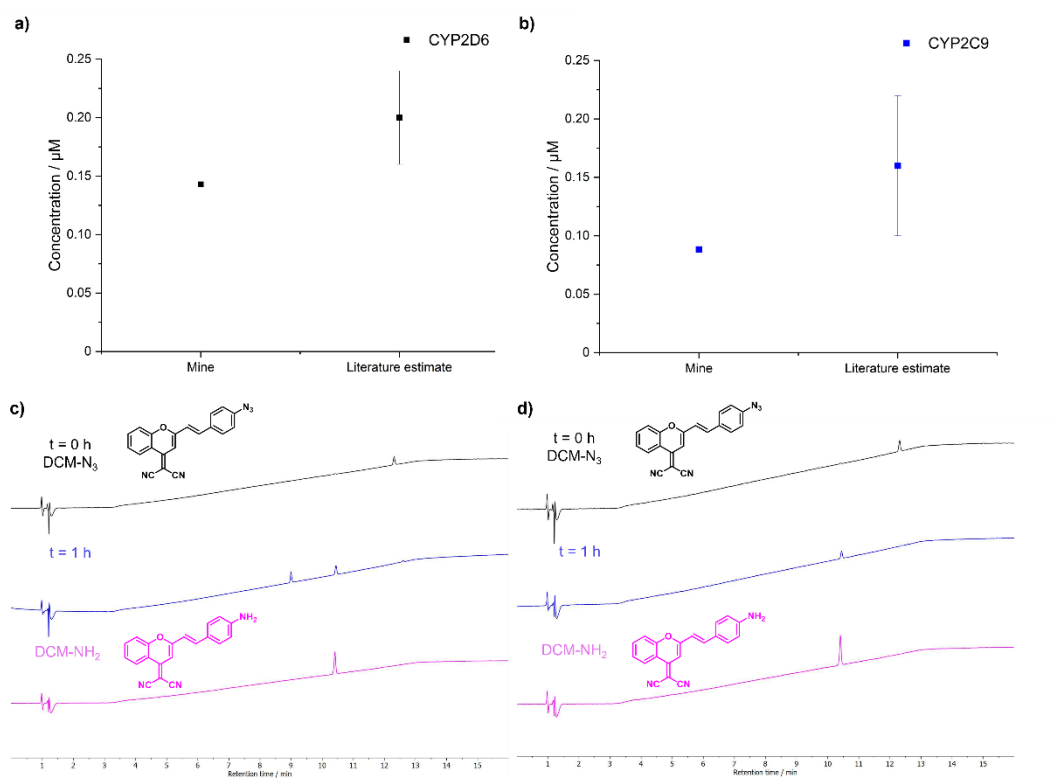 a)
CYP2D6
0.25
0.20
0.15
0.10
0.05
0
Concentration / μM
Mine
Literature estimate
b)
CYP2C9
0.25
0.20
0.15
0.10
0.05
0
Concentration / μM
Mine
Literature estimate
c)
t = 0 h
DCM-N₃
O
N₃
NC
CN
t = 1 h
DCM-NH₂
O
NH₂
NC
CN
1 2 3 4 5 6 7 8 9 10 11 12 13 14 15
Retention time / min
d)
t = 0 h
DCM-N₃
O
N₃
NC
CN
t = 1 h
DCM-NH₂
O
NH₂
NC
CN
1 2 3 4 5 6 7 8 9 10 11 12 13 14 15
Retention time / min